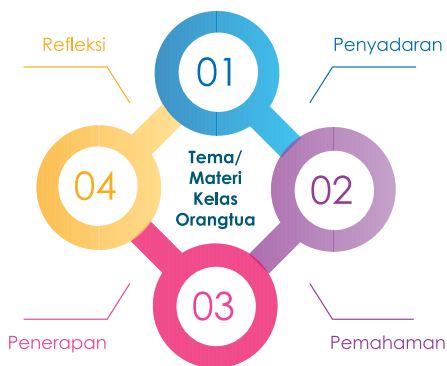 Refleksi
Penyadaran
01
Tema/
Materi
Kelas
Orangtua
04
02
03
Penerapan
Pemahaman